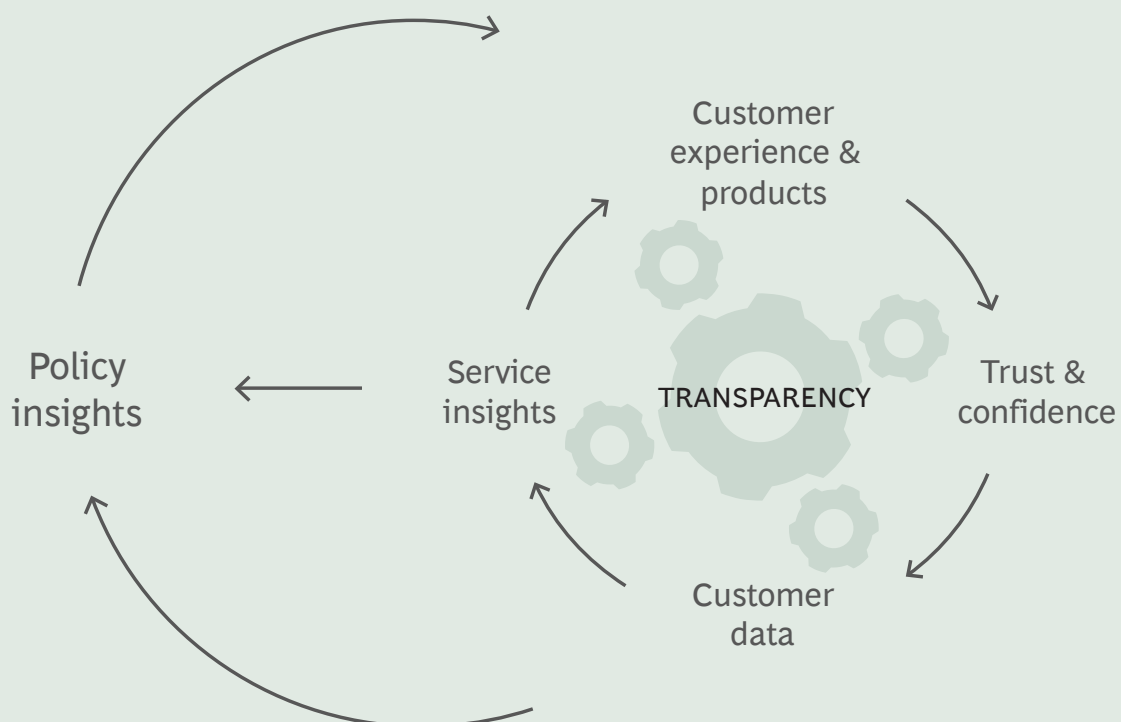 Customer
experience &
products
Policy
insights
Service
insights
TRANSPARENCY
Trust &
confidence
Customer
data